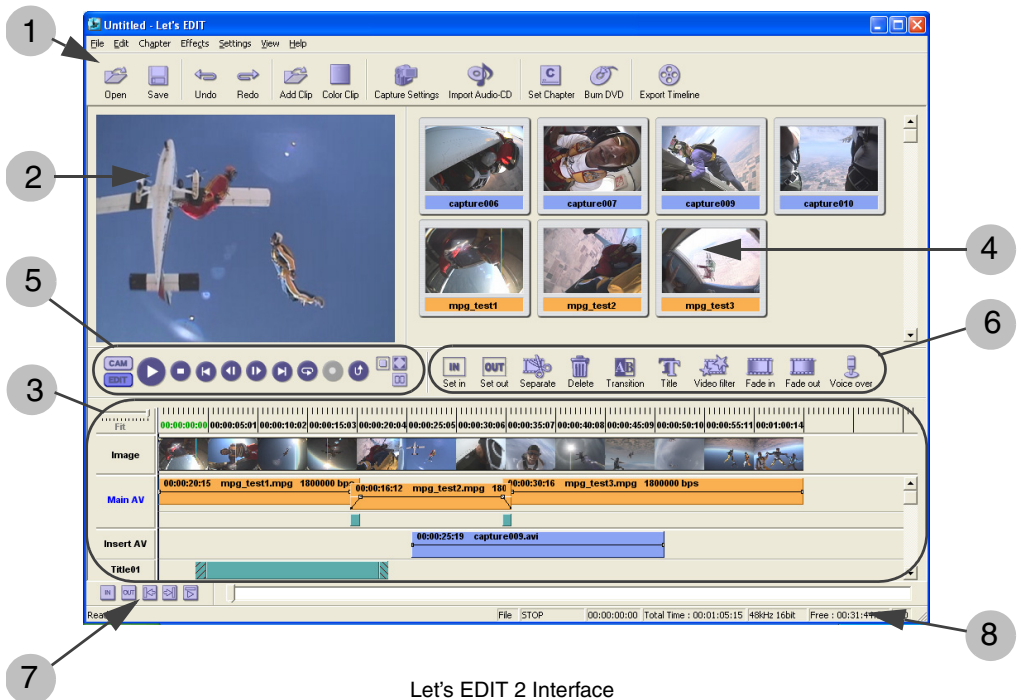 1
Untitled - Let's EDIT
File Edit Chapter Effects Settings View Help
Open Save Undo Redo Add Clip Color Clip Capture Settings Import Audio-CD Set Chapter Burn DVD Export Timeline
2
capture006 capture007 capture009 capture010
4
mpg_test1 mpg_test2 mpg_test3
5
6
CAM
EDIT
IN OUT
Set in Set out Separate Delete Transition Title Video filter Fade in Fade out Voice over
3
Fit
00:00:00:00 00:00:05:01 00:00:10:02 00:00:15:03 00:00:20:04 00:00:25:05 00:00:30:06 00:00:35:07 00:00:40:08 00:00:45:09 00:00:50:10 00:00:55:11 00:01:00:14
Image
Main AV
00:00:20:15 mpg_test1.mpg 1800000 bps
00:00:16:12 mpg_test2.mpg 180
00:00:30:16 mpg_test3.mpg 1800000 bps
Insert AV
00:00:25:19 capture009.avi
Title01
IN OUT
File STOP 00:00:00:00 Total Time : 00:01:05:15 48kHz 16bit Free : 00:31:4
7
8
Let's EDIT 2 Interface